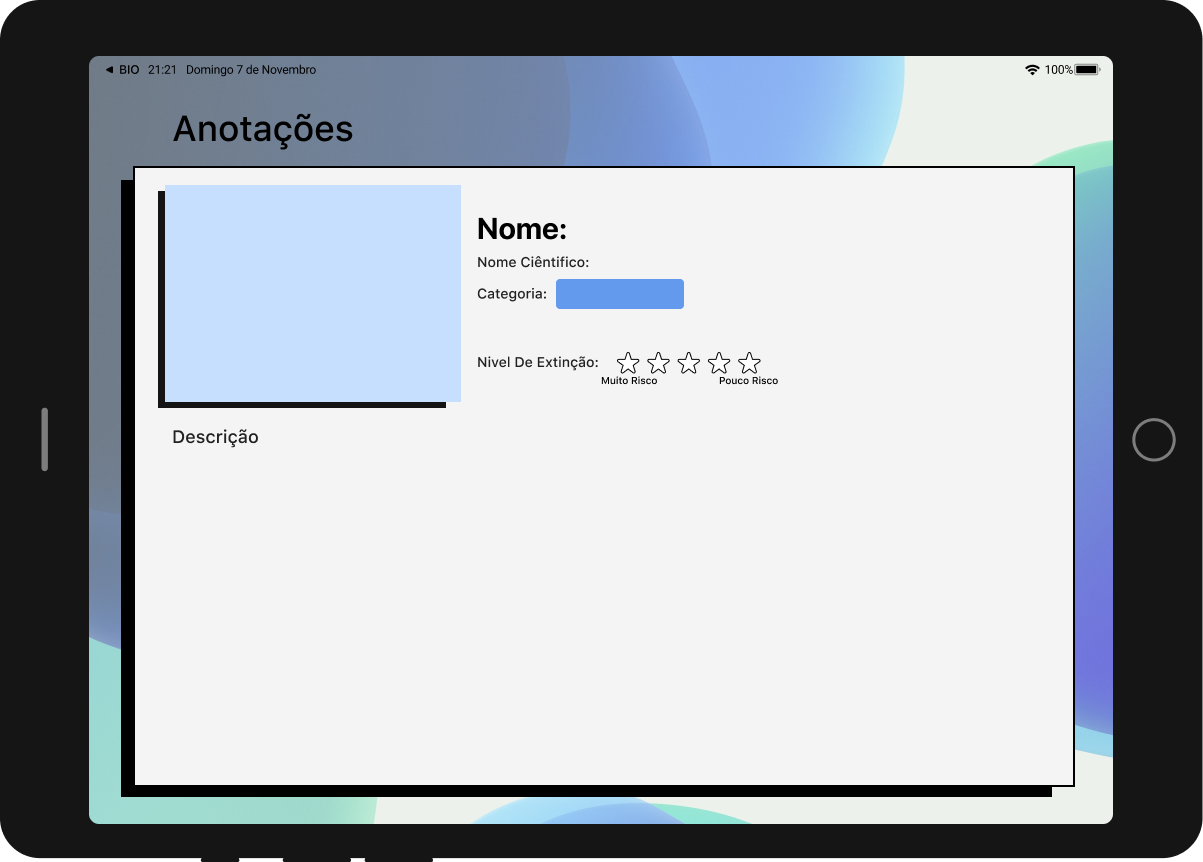 ◄ BIO 21:21 Domingo 7 de Novembro 100%
Anotações
Nome:
Nome Ciêntifico:
Categoria:
Nivel De Extinção:
Muito Risco Pouco Risco
Descrição